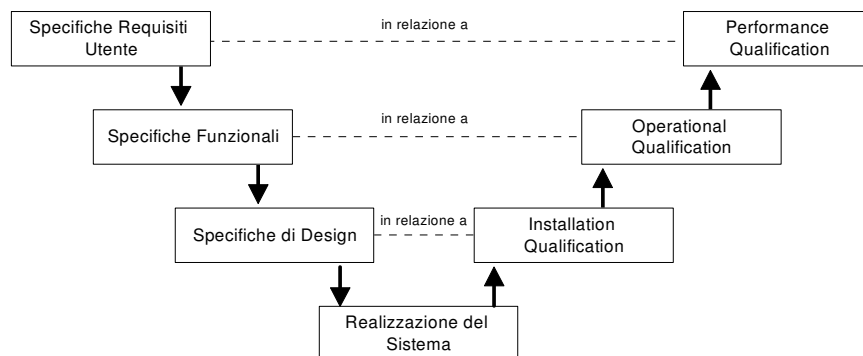 Specifiche Requisiti
Utente
in relazione a
Performance
Qualification
Specifiche Funzionali
in relazione a
Operational
Qualification
Specifiche di Design
in relazione a
Installation
Qualification
Realizzazione del
Sistema